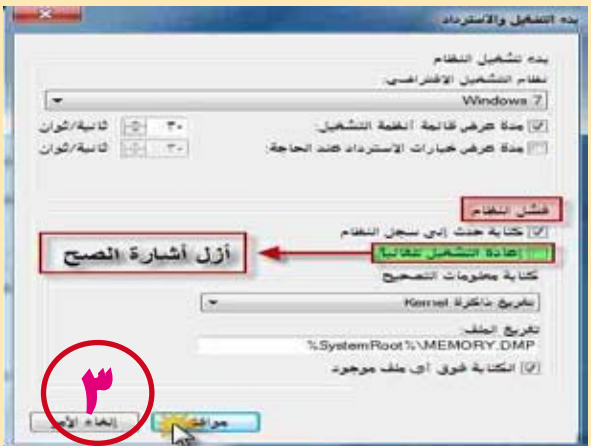 بدء التشغيل والاسترداد
بدء تشغيل النظام
نظام التشغيل الافتراضي:
Windows 7
مدة عرض قائمة أنظمة التشغيل: ٣٠ ثانية/ثوان
مدة عرض خيارات الاسترداد عند الحاجة: ٣٠ ثانية/ثوان
فشل النظام
كتابة حدث إلى سجل النظام
إعادة التشغيل تلقائياً
أزل أشارة الصح
كتابة معلومات التصحيح
تفريغ ذاكرة Kernel
تفريغ الملف:
%SystemRoot%\MEMORY.DMP
الكتابة فوق أي ملف موجود
موافق
إلغاء الأمر
٣